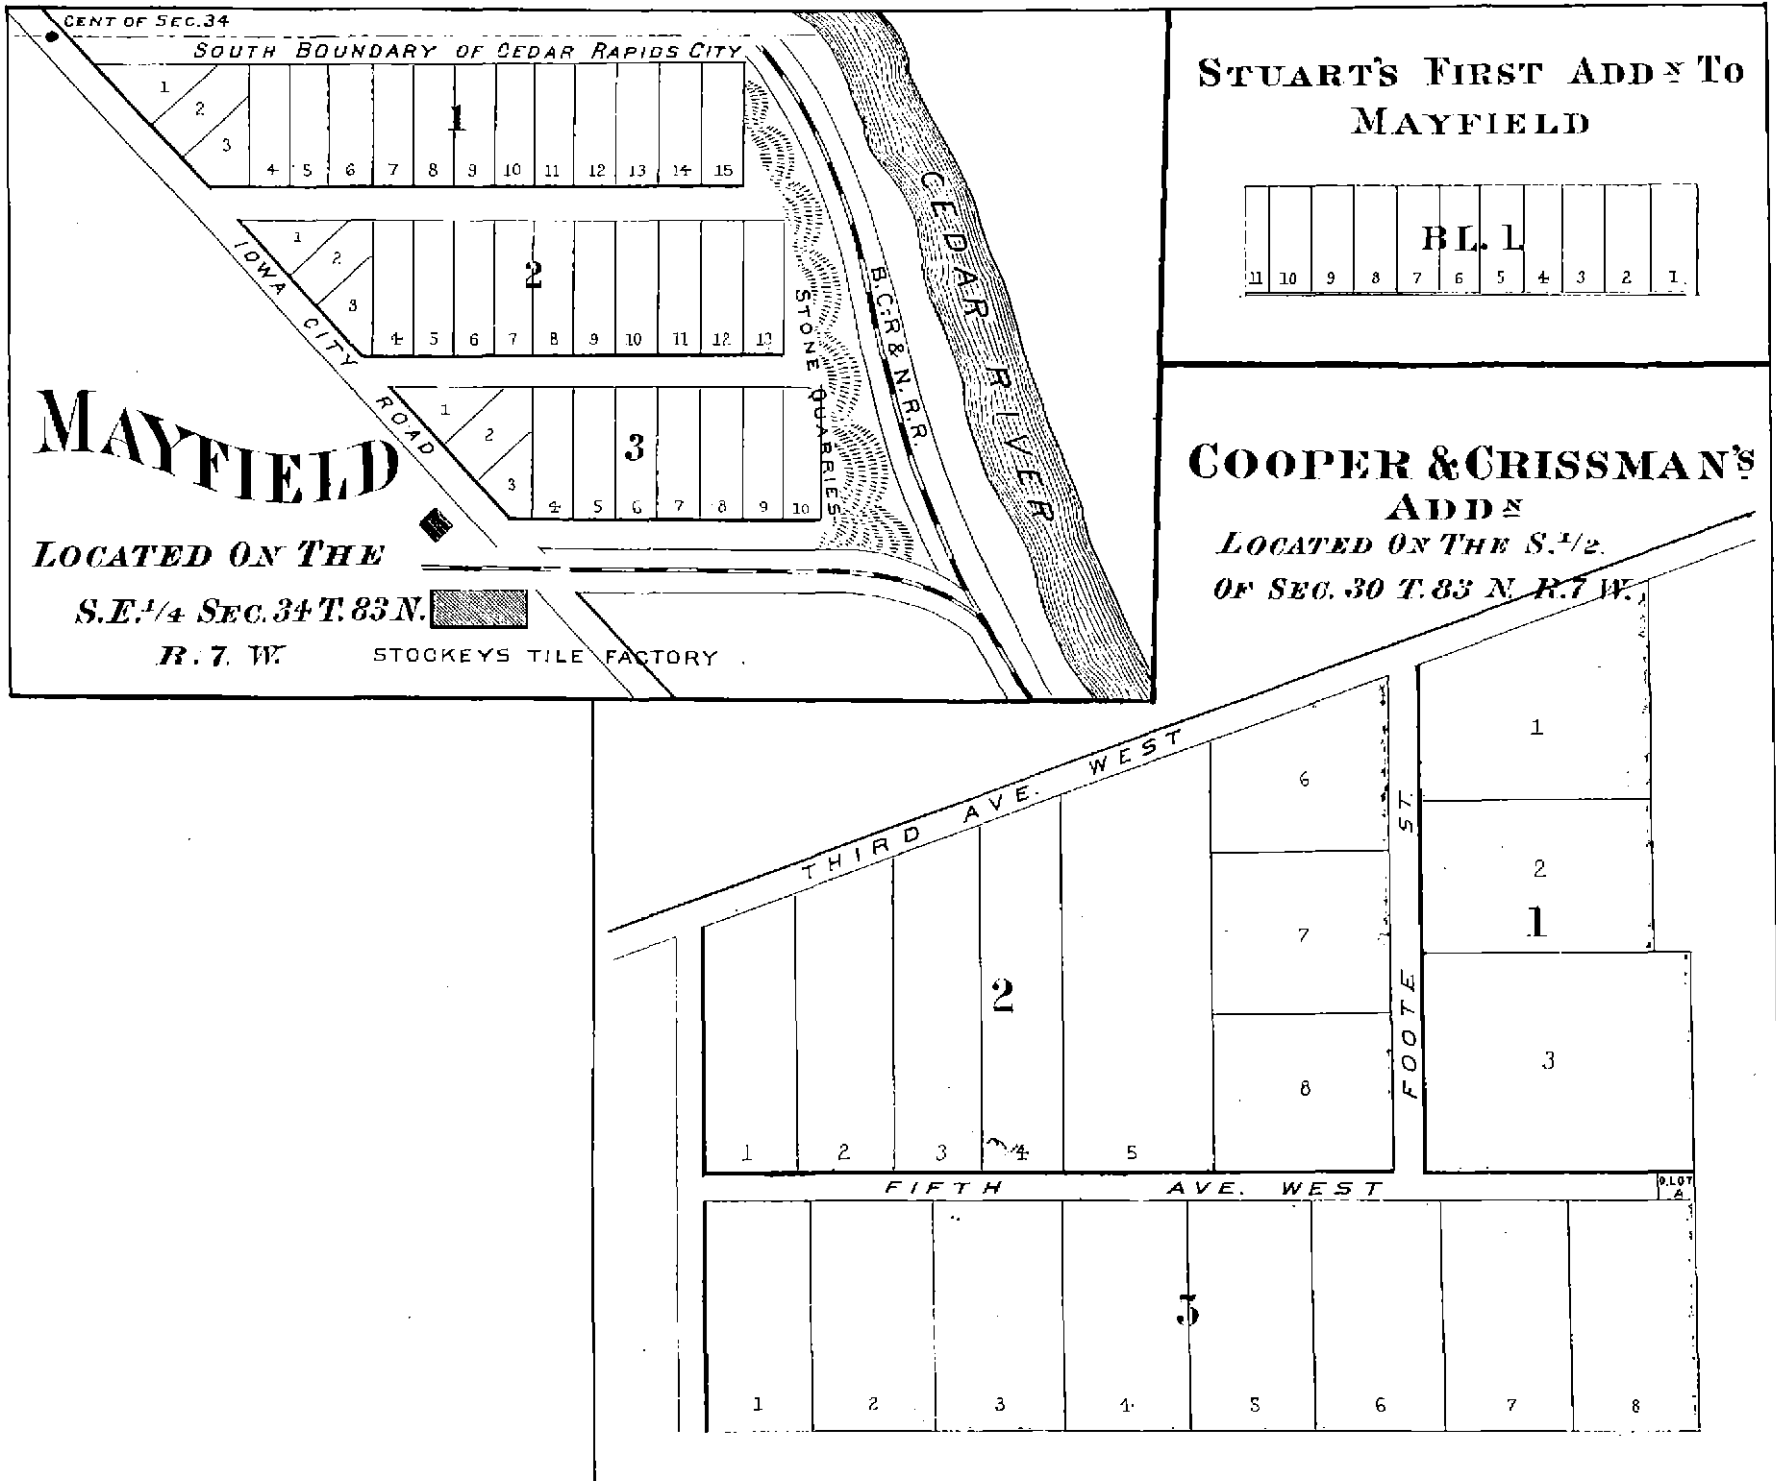 CENT OF SEC. 34
SOUTH BOUNDARY OF CEDAR RAPIDS CITY
1
2
3
1
4 5 6 7 8 9 10 11 12 13 14 15
1
2
3
2
4 5 6 7 8 9 10 11 12 13
1
2
3
3
4 5 6 7 8 9 10
IOWA CITY ROAD
STONE QUARRIES
B.C.R & N.R.R.
CEDAR RIVER
MAYFIELD
LOCATED ON THE
S.E. 1/4 SEC. 34 T. 83 N.
R. 7. W.
STOCKEYS TILE FACTORY
STUART'S FIRST ADDN TO
MAYFIELD
BL. 1
11 10 9 8 7 6 5 4 3 2 1
COOPER & CRISSMAN'S
ADDN
LOCATED ON THE S. 1/2.
OF SEC. 30 T. 83 N. R. 7 W.
THIRD AVE. WEST
FOOTE ST.
1
2
1
3
6
7
8
2
1 2 3 4 5
FIFTH AVE. WEST
O.LOT
A
3
1 2 3 4 5 6 7 8